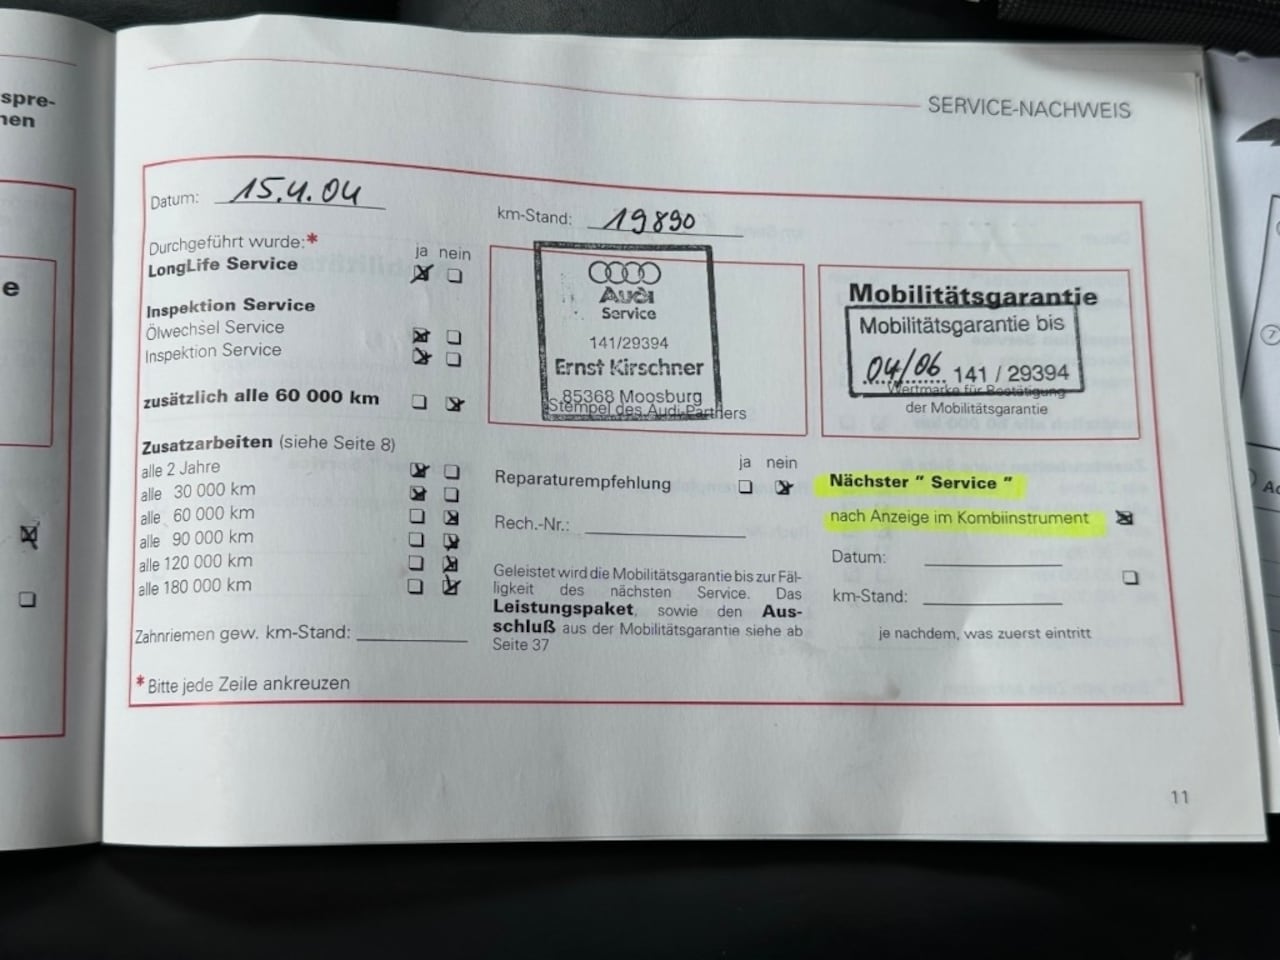 spre-
nen
e
SERVICE-NACHWEIS
Datum: 15.4.04
km-Stand: 19890
Durchgeführt wurde:*
ja nein
LongLife Service
Inspektion Service
Ölwechsel Service
Inspektion Service
zusätzlich alle 60 000 km
Zusatzarbeiten (siehe Seite 8)
alle 2 Jahre
alle 30 000 km
alle 60 000 km
alle 90 000 km
alle 120 000 km
alle 180 000 km
Zahnriemen gew. km-Stand:
*Bitte jede Zeile ankreuzen
Audi
Service
141/29394
Ernst Kirschner
85368 Moosburg
Stempel des Audi-Partners
ja nein
Reparaturempfehlung
Rech.-Nr.:
Geleistet wird die Mobilitätsgarantie bis zur Fäl-
ligkeit des nächsten Service. Das
Leistungspaket, sowie den Aus-
schluß aus der Mobilitätsgarantie siehe ab
Seite 37
Mobilitätsgarantie
Mobilitätsgarantie bis
04/06 141 / 29394
Wertmarke für Bestätigung
der Mobilitätsgarantie
Nächster " Service "
nach Anzeige im Kombiinstrument
Datum:
km-Stand:
je nachdem, was zuerst eintritt
11
7